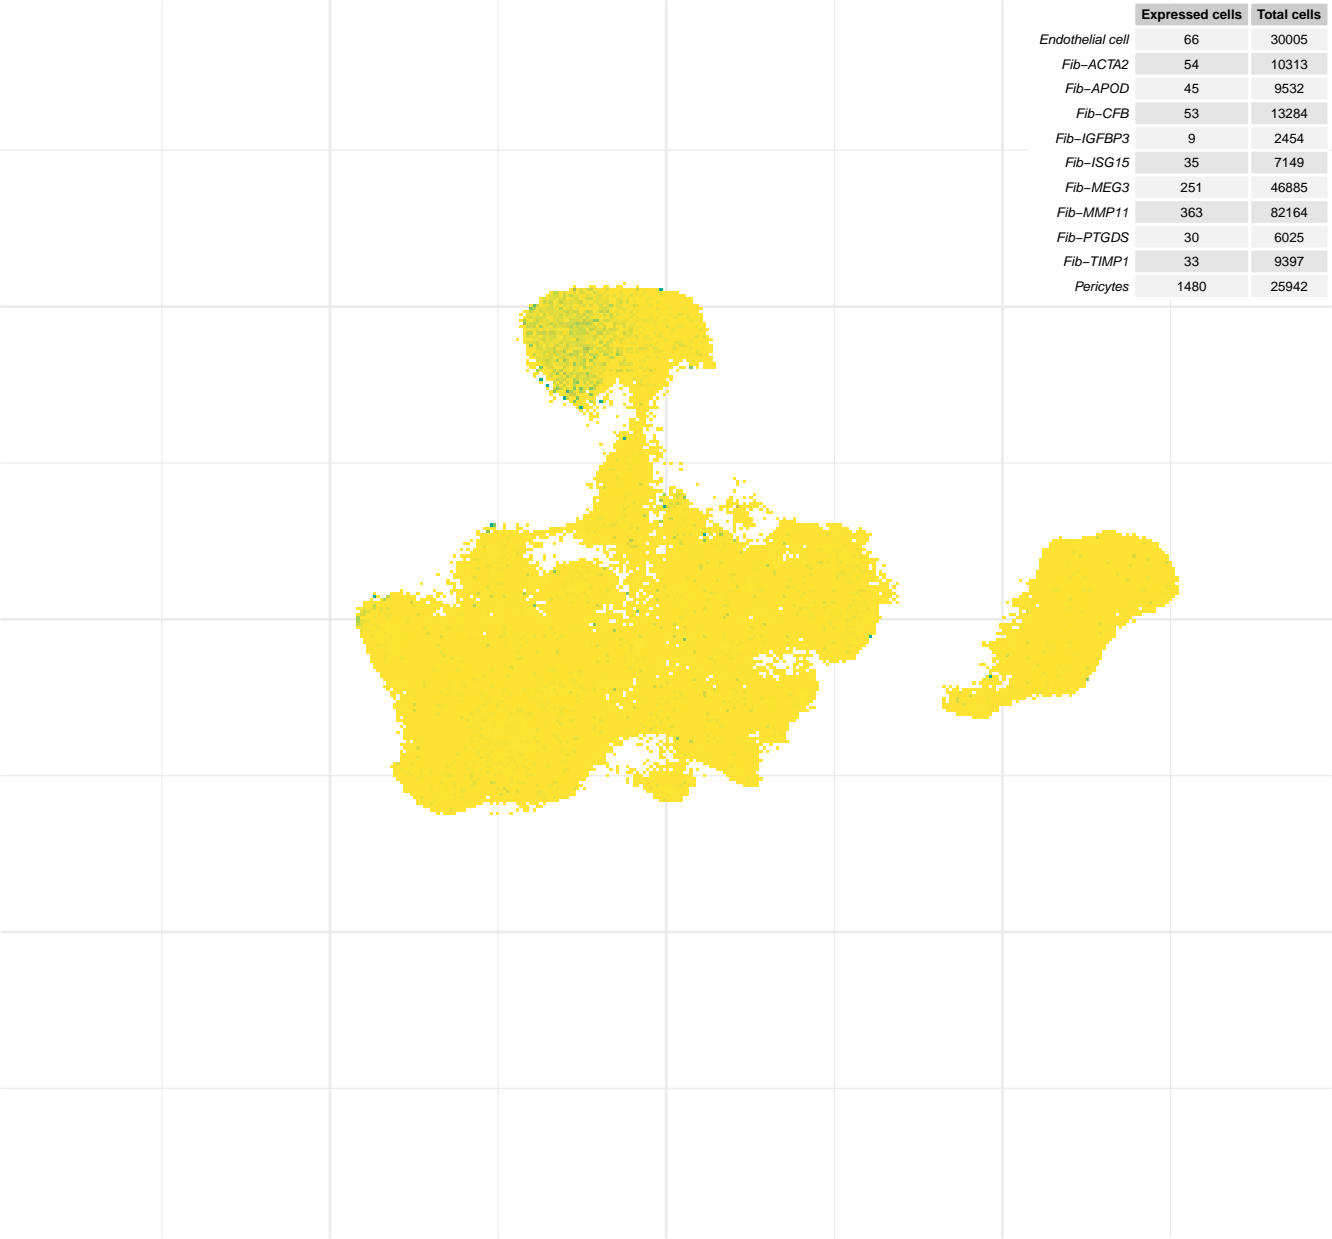 Expressed cells Total cells
Endothelial cell 66 30005
Fib−ACTA2 54 10313
Fib−APOD 45 9532
Fib−CFB 53 13284
Fib−IGFBP3 9 2454
Fib−ISG15 35 7149
Fib−MEG3 251 46885
Fib−MMP11 363 82164
Fib−PTGDS 30 6025
Fib−TIMP1 33 9397
Pericytes 1480 25942